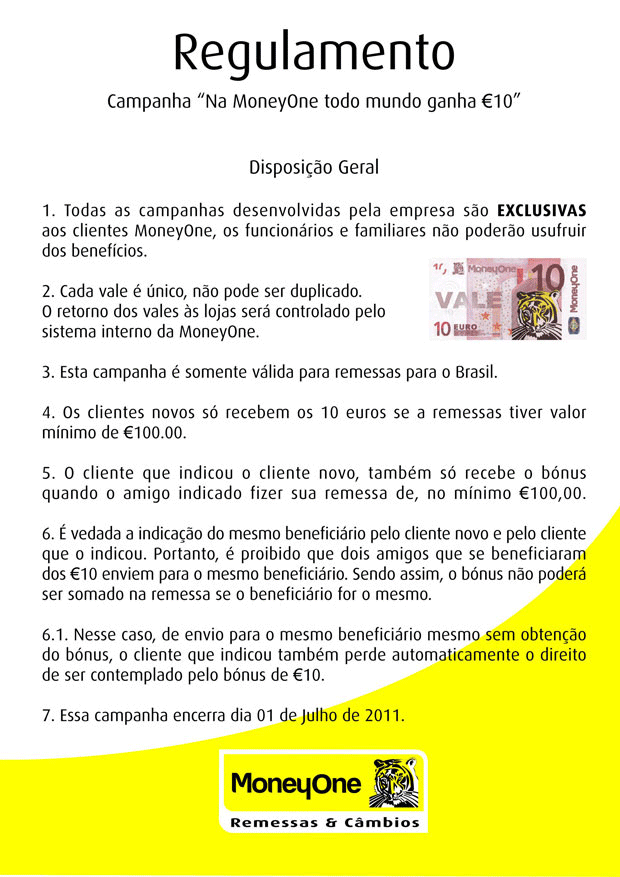 Regulamento
Campanha “Na MoneyOne todo mundo ganha €10”
Disposição Geral
1. Todas as campanhas desenvolvidas pela empresa são EXCLUSIVAS
aos clientes MoneyOne, os funcionários e familiares não poderão usufruir
dos benefícios.
2. Cada vale é único, não pode ser duplicado.
O retorno dos vales às lojas será controlado pelo
sistema interno da MoneyOne.
MoneyOne
10
VALE
MoneyOne
10 EURO
3. Esta campanha é somente válida para remessas para o Brasil.
4. Os clientes novos só recebem os 10 euros se a remessas tiver valor
mínimo de €100.00.
5. O cliente que indicou o cliente novo, também só recebe o bónus
quando o amigo indicado fizer sua remessa de, no mínimo €100,00.
6. É vedada a indicação do mesmo beneficiário pelo cliente novo e pelo cliente
que o indicou. Portanto, é proibido que dois amigos que se beneficiaram
dos €10 enviem para o mesmo beneficiário. Sendo assim, o bónus não poderá
ser somado na remessa se o beneficiário for o mesmo.
6.1. Nesse caso, de envio para o mesmo beneficiário mesmo sem obtenção
do bónus, o cliente que indicou também perde automaticamente o direito
de ser contemplado pelo bónus de €10.
7. Essa campanha encerra dia 01 de Julho de 2011.
MoneyOne
Remessas & Câmbios